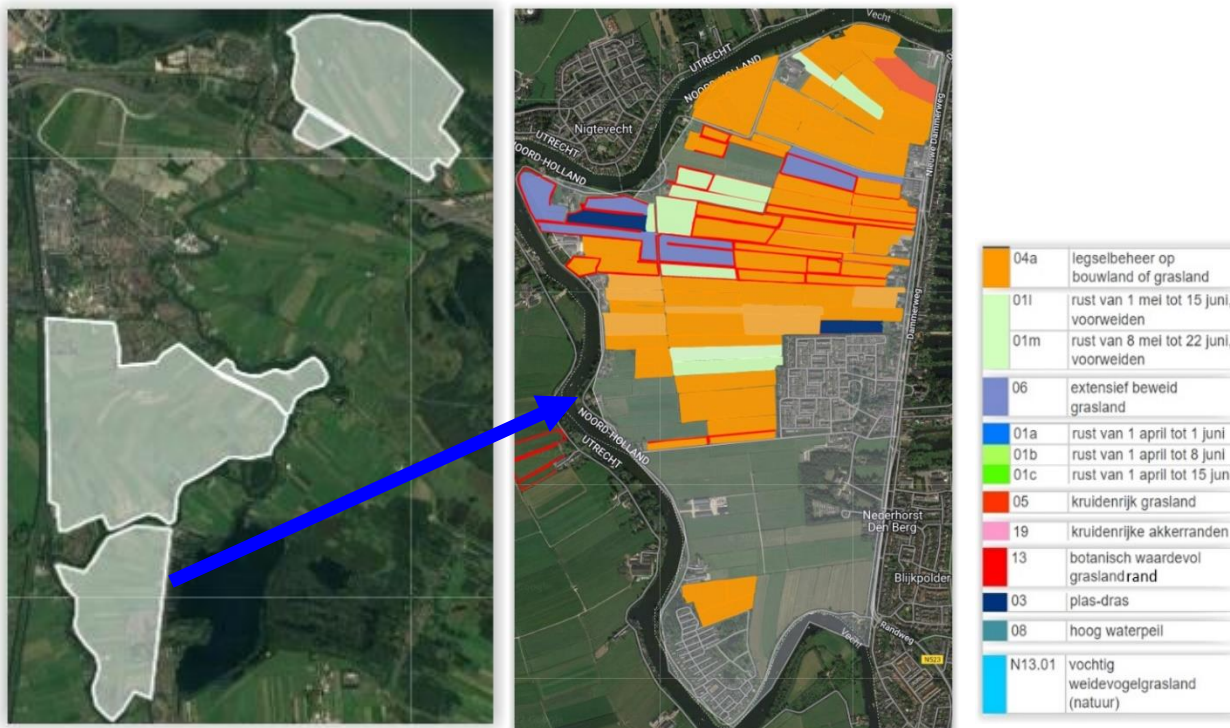 Vecht
UTRECHT
NOORD-HOLLAND
Nigtevecht
UTRECHT
NOORD-HOLLAND
Nieuwe Dammerweg
Dammerweg
NOORD-HOLLAND
UTRECHT
Nederhorst
Den Berg
Blijkpolder
Randweg
Vecht
N523
04a legselbeheer op
bouwland of grasland
01l rust van 1 mei tot 15 juni,
voorweiden
01m rust van 8 mei tot 22 juni,
voorweiden
06 extensief beweid
grasland
01a rust van 1 april tot 1 juni
01b rust van 1 april tot 8 juni
01c rust van 1 april tot 15 jun
05 kruidenrijk grasland
19 kruidenrijke akkerranden
13 botanisch waardevol
graslandrand
03 plas-dras
08 hoog waterpeil
N13.01 vochtig
weidevogelgrasland
(natuur)